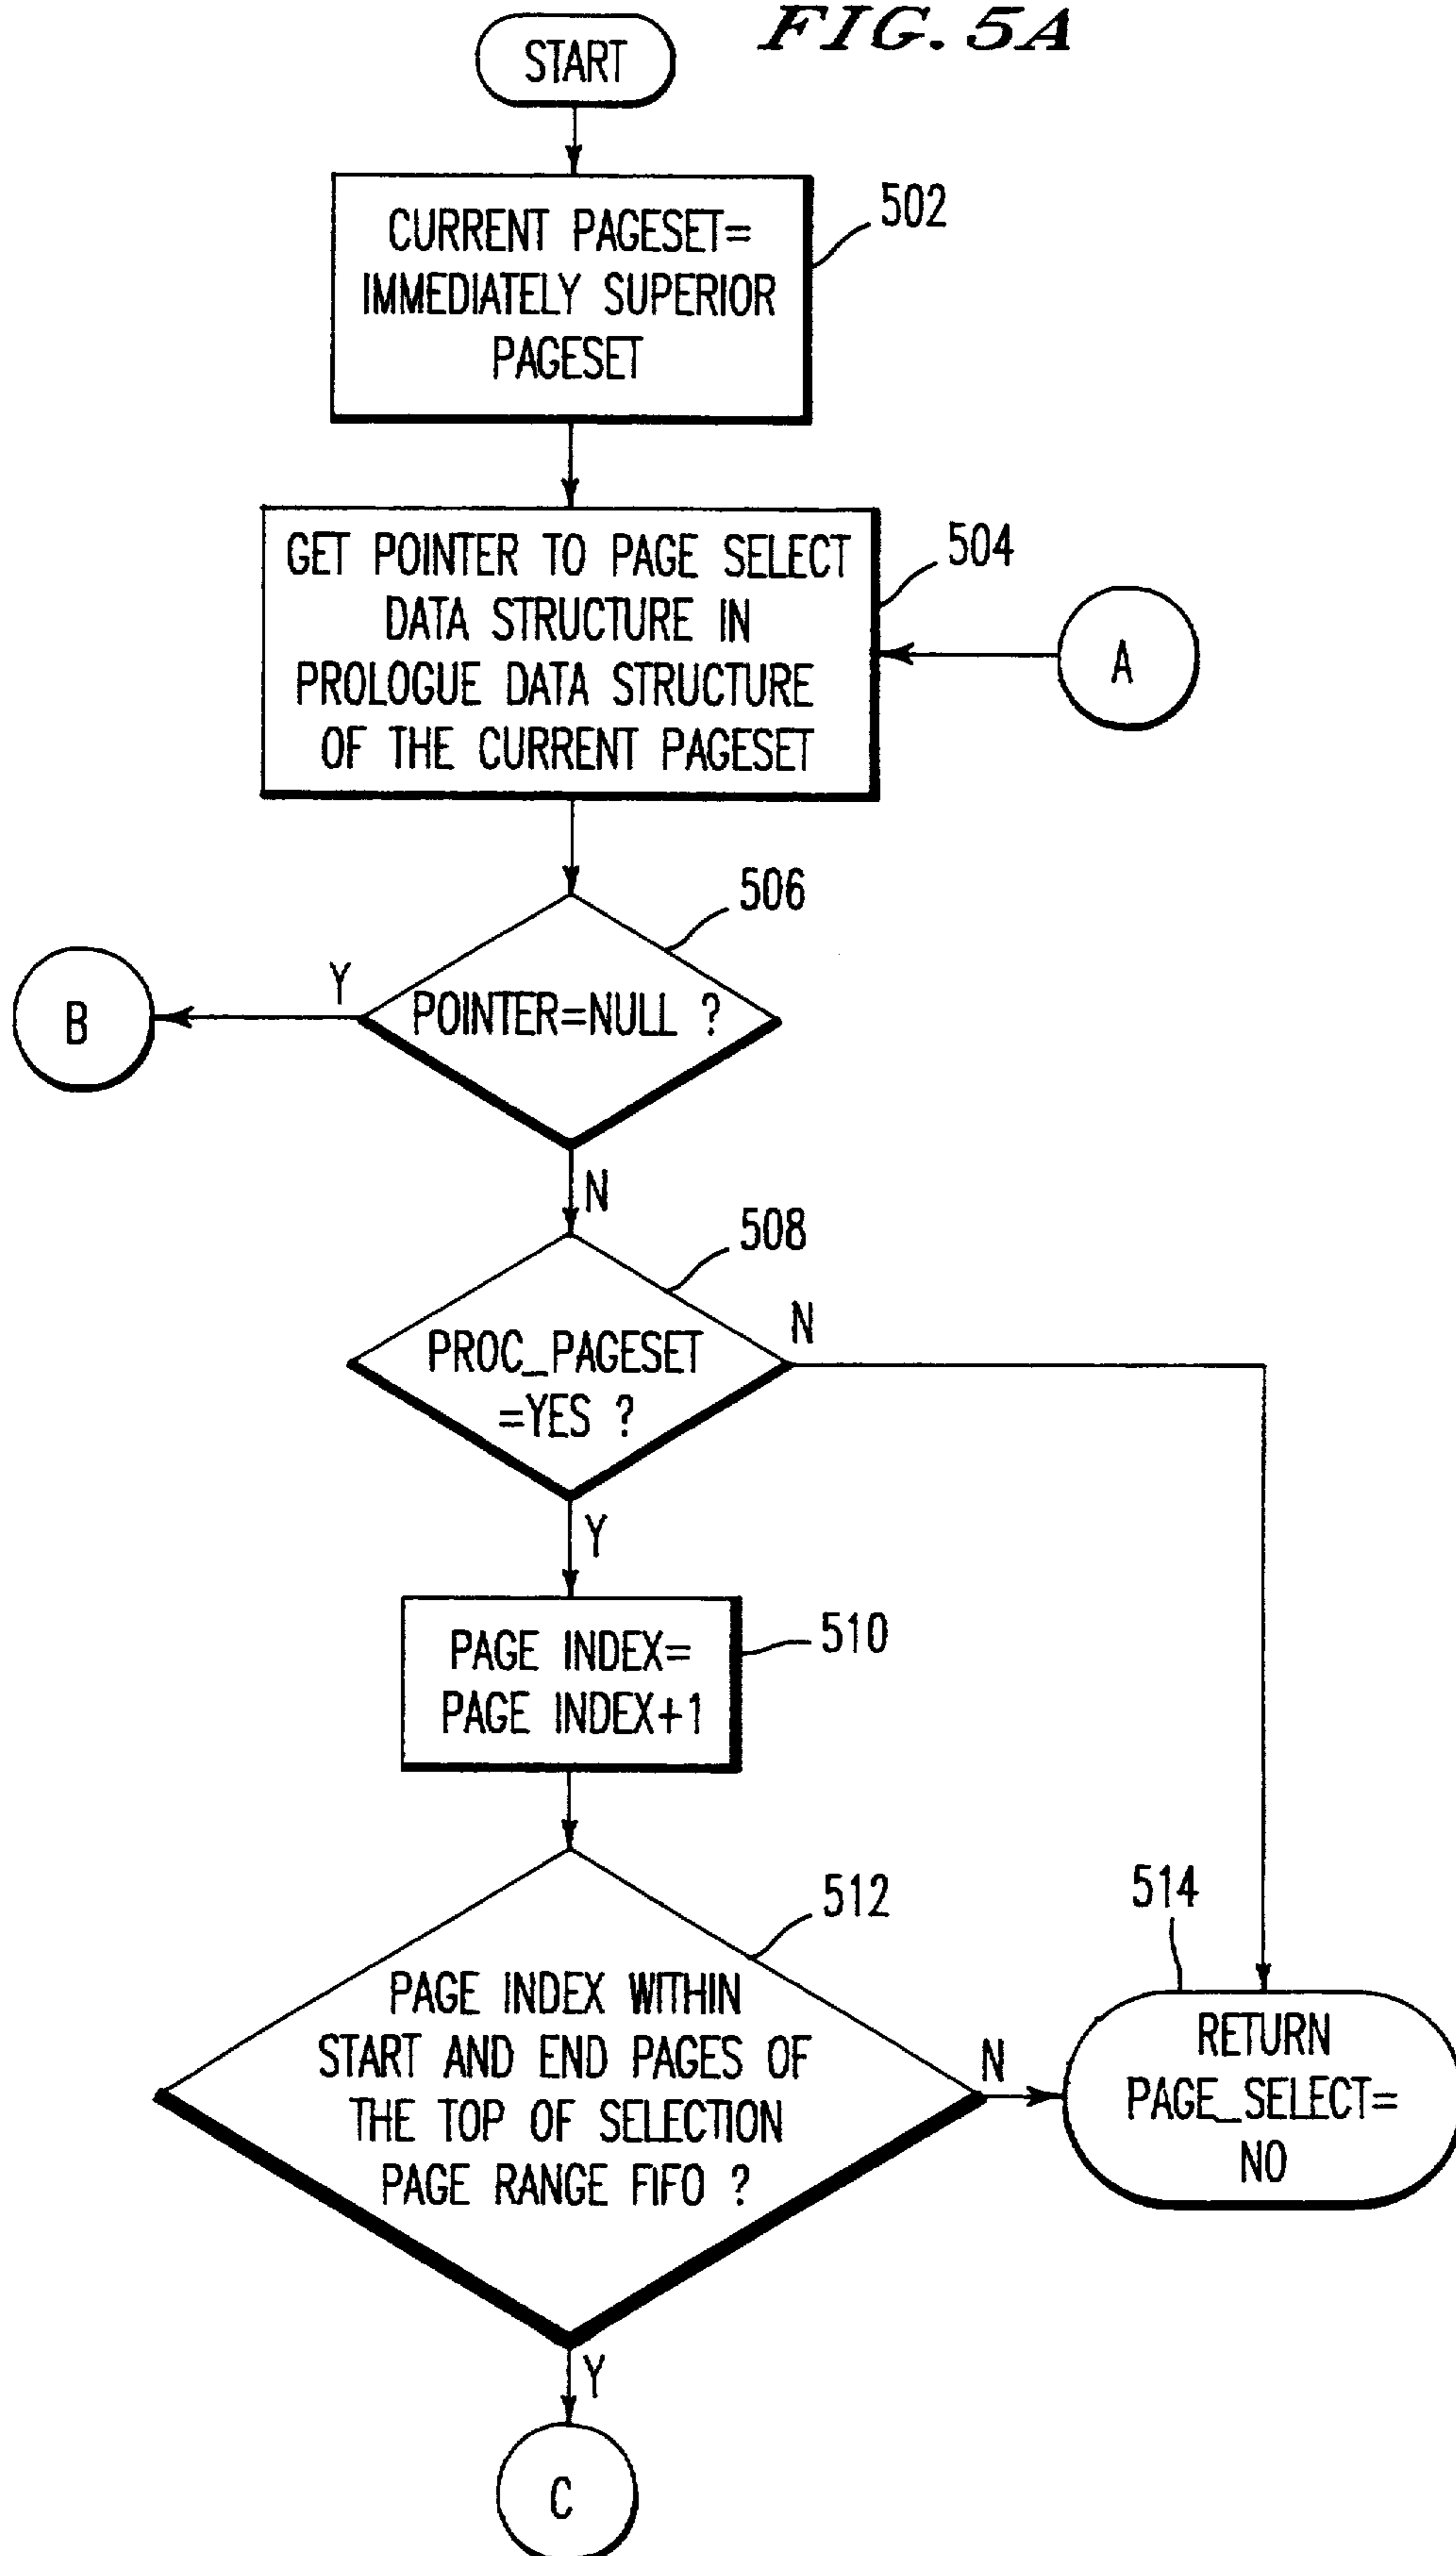 FIG. 5A
START
502
CURRENT PAGESET=
IMMEDIATELY SUPERIOR
PAGESET
504
GET POINTER TO PAGE SELECT
DATA STRUCTURE IN
PROLOGUE DATA STRUCTURE
OF THE CURRENT PAGESET
A
506
Y
B
POINTER=NULL ?
N
508
N
PROC_PAGESET
=YES ?
Y
510
PAGE INDEX=
PAGE INDEX+1
512
514
PAGE INDEX WITHIN
START AND END PAGES OF
THE TOP OF SELECTION
PAGE RANGE FIFO ?
N
RETURN
PAGE_SELECT=
NO
Y
C